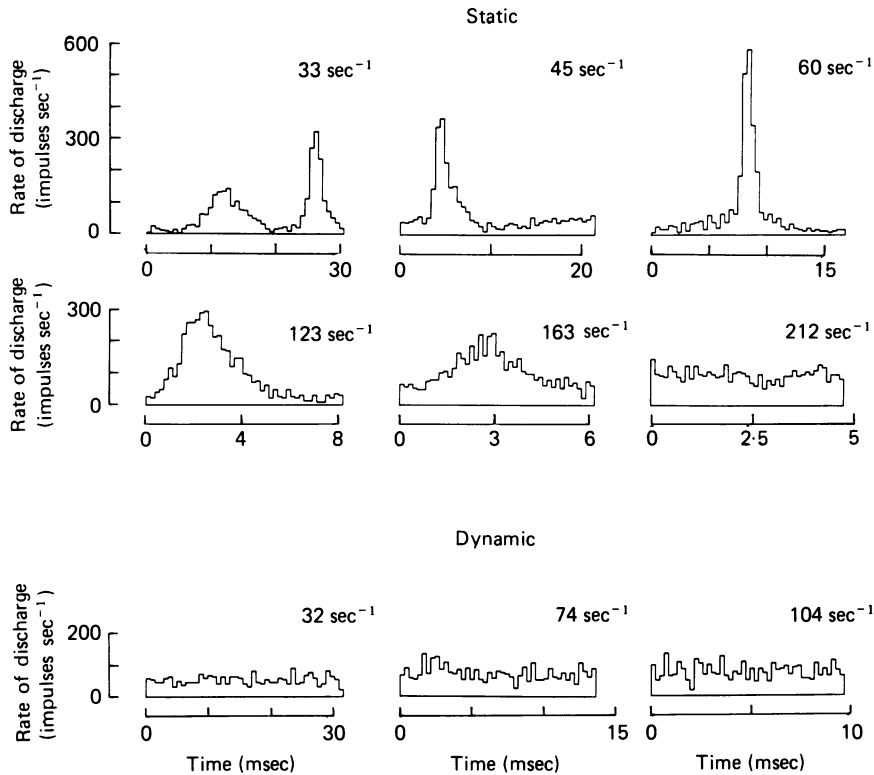 Static
Rate of discharge
(impulses sec⁻¹)
600
300
0
33 sec⁻¹
45 sec⁻¹
60 sec⁻¹
0
30
0
20
0
15
Rate of discharge
(impulses sec⁻¹)
300
0
123 sec⁻¹
163 sec⁻¹
212 sec⁻¹
0
4
8
0
3
6
0
2·5
5
Dynamic
Rate of discharge
(impulses sec⁻¹)
200
0
32 sec⁻¹
74 sec⁻¹
104 sec⁻¹
0
30
0
15
0
10
Time (msec)
Time (msec)
Time (msec)